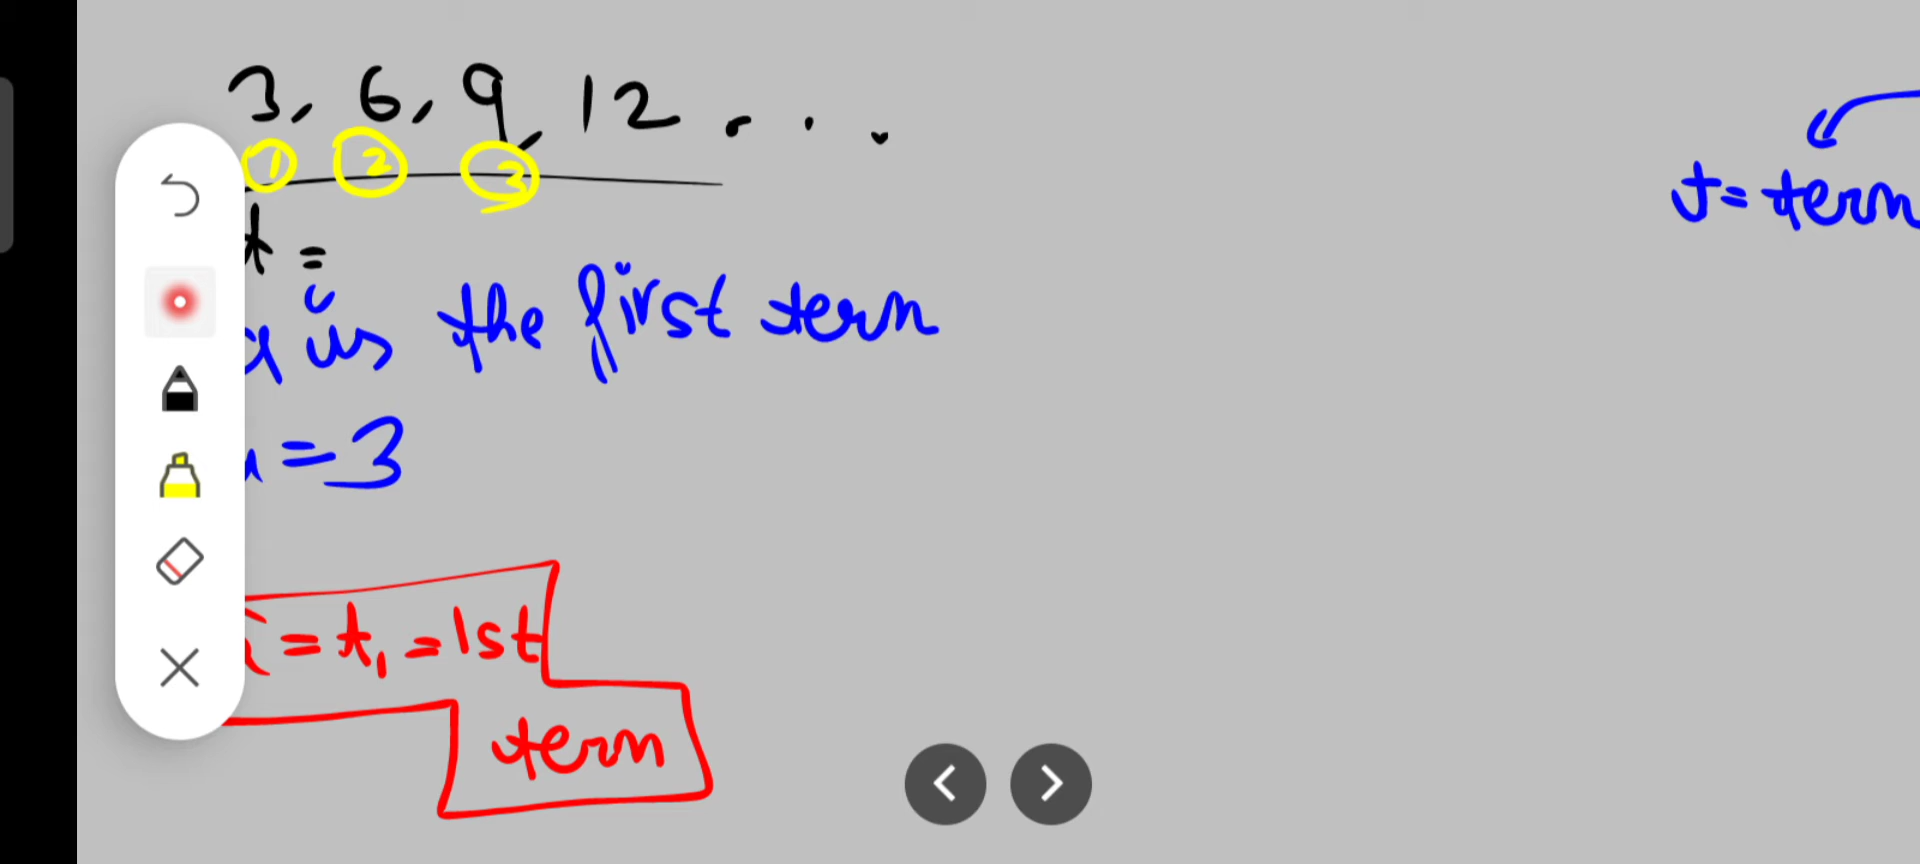 3, 6, 9, 12 . . .
① ② ③
t =
t = term
a is the first term
a = 3
a = t₁ = 1st
term